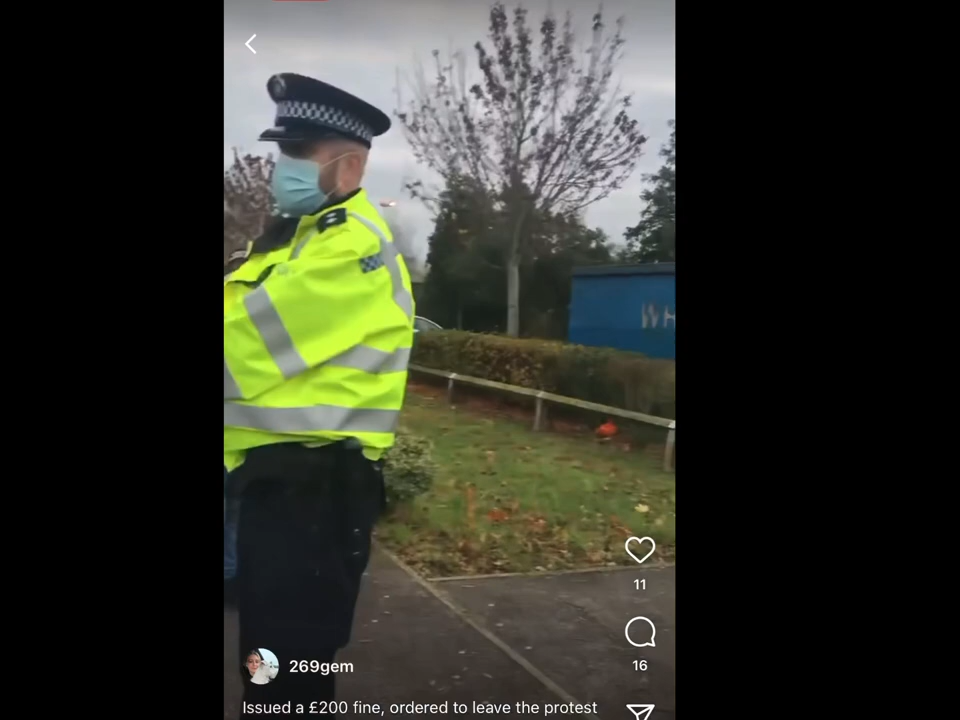 11
16
269gem
Issued a £200 fine, ordered to leave the protest